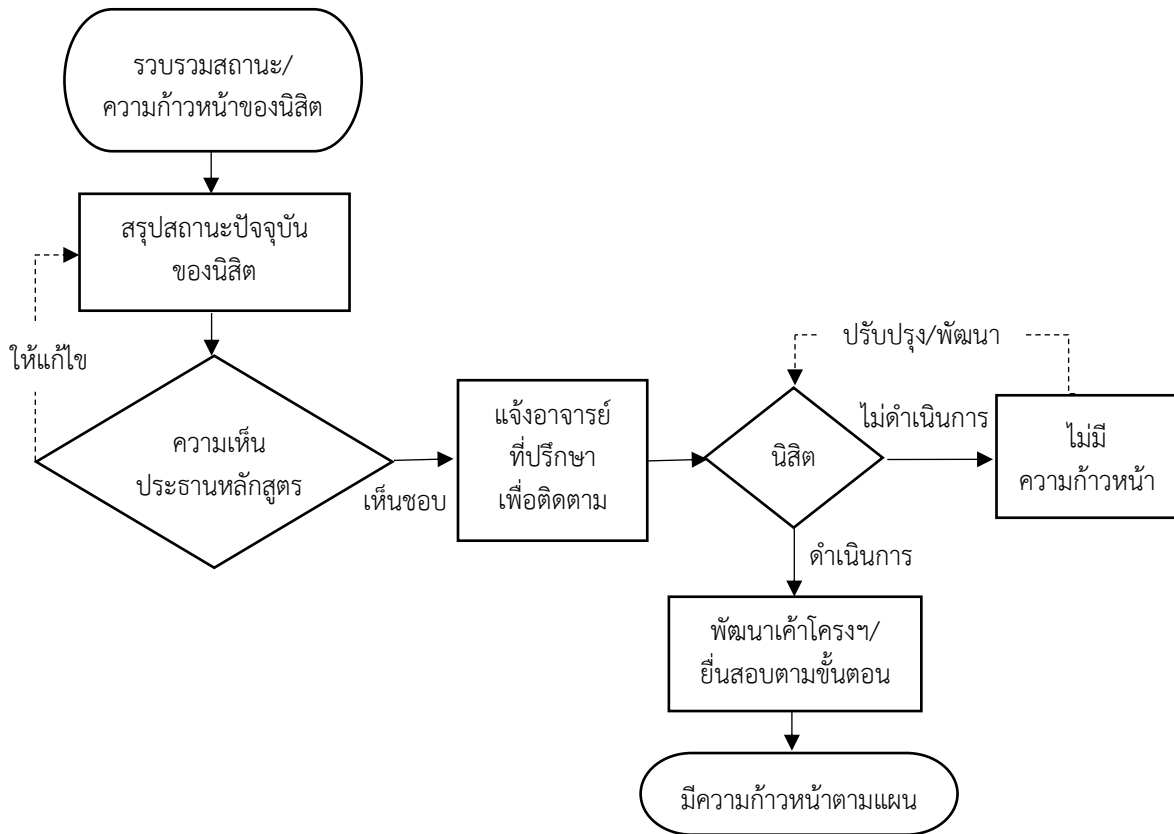 รวบรวมสถานะ/
ความก้าวหน้าของนิสิต
สรุปสถานะปัจจุบัน
ของนิสิต
ให้แก้ไข
ความเห็น
ประธานหลักสูตร
เห็นชอบ
แจ้งอาจารย์
ที่ปรึกษา
เพื่อติดตาม
ปรับปรุง/พัฒนา
นิสิต
ไม่ดำเนินการ
ไม่มี
ความก้าวหน้า
ดำเนินการ
พัฒนาเค้าโครงฯ/
ยื่นสอบตามขั้นตอน
มีความก้าวหน้าตามแผน